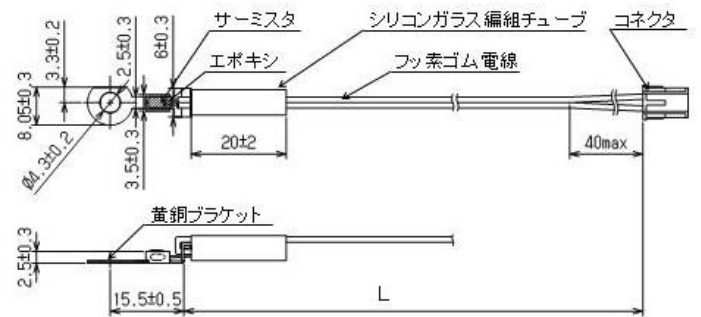 サーミスタ
シリコンガラス編組チューブ
コネクタ
エポキシ
フッ素ゴム電線
3.3±0.2
2.5±0.3
6±0.3
8.05±0.3
Ø4.3±0.2
3.5±0.3
20±2
40max
黄銅ブラケット
2.5±0.3
15.5±0.5
L